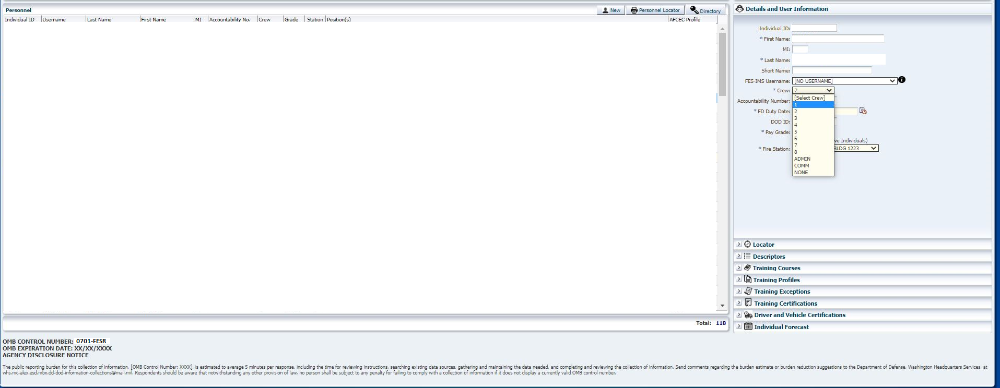 Personnel
New
Personnel Locator
Directory
Individual ID Username Last Name First Name MI Accountability No. Crew Grade Station Position(s) AFCEC Profile
Total: 118
Details and User Information
Individual ID:
* First Name:
MI:
* Last Name:
Short Name:
FES-IMS Username: [NO USERNAME]
* Crew: 7
[Select Crew]
1
2
3
4
5
6
7
8
ADMIN
COMM
NONE
Accountability Number:
* FD Duty Date:
DOD ID:
* Pay Grade:
ve Individuals)
* Fire Station: BLDG 1223
Locator
Descriptors
Training Courses
Training Profiles
Training Exceptions
Training Certifications
Driver and Vehicle Certifications
Individual Forecast
OMB CONTROL NUMBER: 0701-FESR
OMB EXPIRATION DATE: XX/XX/XXXX
AGENCY DISCLOSURE NOTICE
The public reporting burden for this collection of information, [OMB Control Number: XXXX], is estimated to average 5 minutes per response, including the time for reviewing instructions, searching existing data sources, gathering and maintaining the data needed, and completing and reviewing the collection of information. Send comments regarding the burden estimate or burden reduction suggestions to the Department of Defense, Washington Headquarters Services, at
whs.mc-alex.esd.mbx.dd-dod-information-collections@mail.mil. Respondents should be aware that notwithstanding any other provision of law, no person shall be subject to any penalty for failing to comply with a collection of information if it does not display a currently valid OMB control number.